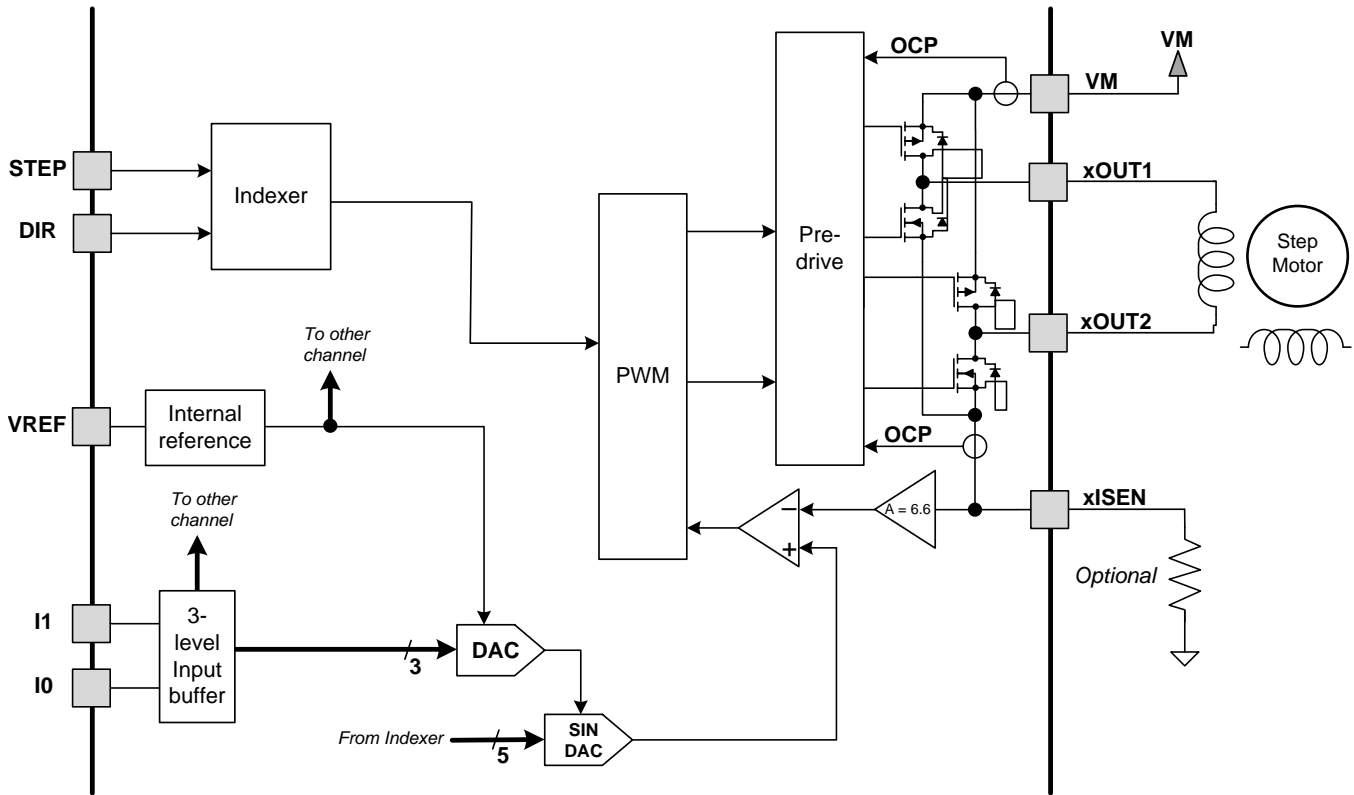 OCP
VM
VM
STEP
DIR
Indexer
xOUT1
Pre-
drive
Step
Motor
To other
channel
xOUT2
PWM
VREF
Internal
reference
OCP
To other
channel
A = 6.6
xISEN
−
+
Optional
I1
I0
3-
level
Input
buffer
3
DAC
From Indexer
5
SIN
DAC